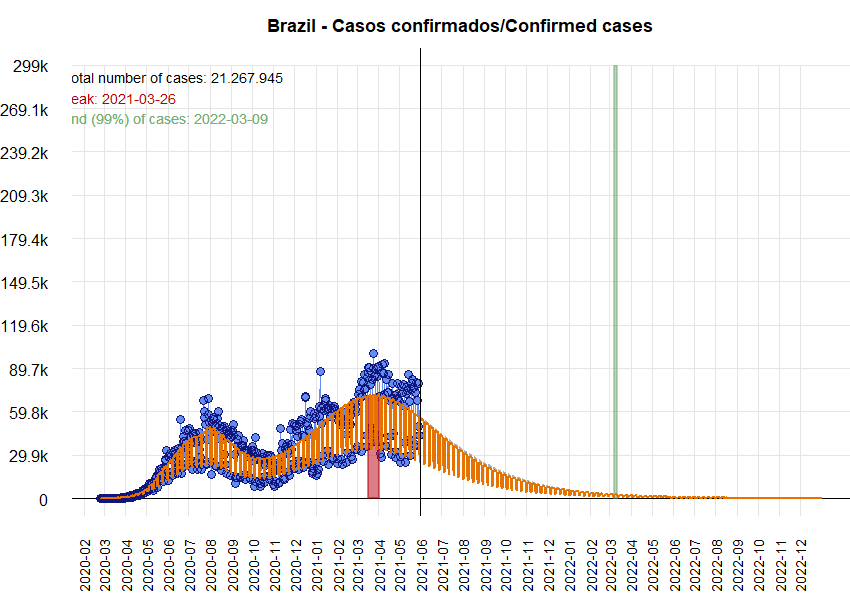 Brazil - Casos confirmados/Confirmed cases
299k
otal number of cases: 21.267.945
eak: 2021-03-26
269.1k
nd (99%) of cases: 2022-03-09
239.2k
209.3k
179.4k
149.5k
119.6k
89.7k
59.8k
29.9k
0
2020-02
2020-03
2020-04
2020-05
2020-06
2020-07
2020-08
2020-09
2020-10
2020-11
2020-12
2021-01
2021-02
2021-03
2021-04
2021-05
2021-06
2021-07
2021-08
2021-09
2021-10
2021-11
2021-12
2022-01
2022-02
2022-03
2022-04
2022-05
2022-06
2022-07
2022-08
2022-09
2022-10
2022-11
2022-12